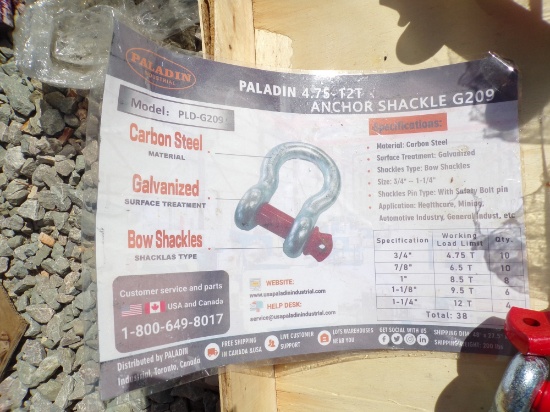 PALADIN
INDUSTRIAL
PALADIN 4.75-12T
ANCHOR SHACKLE G209
Model: PLD-G209
Carbon Steel
MATERIAL
Galvanized
SURFACE TREATMENT
Bow Shackles
SHACKLAS TYPE
Specifications:
Material: Carbon Steel
Surface Treatment: Galvanized
Shackles Type: Bow Shackles
Size: 3/4" – 1-1/4"
Shackles Pin Type: With Safety Bolt pin
Application: Healthcare, Mining,
Automotive Industry, General Indust, etc
Specification Working Load Limit Qty.
3/4" 4.75 T 10
7/8" 6.5 T 10
1" 8.5 T 8
1-1/8" 9.5 T 6
1-1/4" 12 T 4
Total: 38
Customer service and parts
USA and Canada
1-800-649-8017
WEBSITE:
www.usapaladinindustrial.com
HELP DESK:
service@usapaladinindustrial.com
Distributed by PALADIN
Industrial, Toronto, Canada
FREE SHIPPING
IN CANADA &USA
LIVE CUSTOMER
SUPPORT
WAREHOUSES
NEAR YOU
GET SOCIAL WITH US
SHIPPING